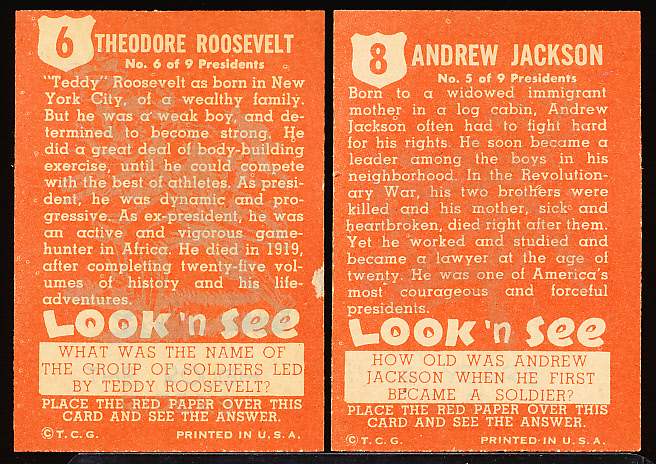 6
THEODORE ROOSEVELT
No. 6 of 9 Presidents
"Teddy" Roosevelt as born in New
York City, of a wealthy family.
But he was a weak boy, and de-
termined to become strong. He
did a great deal of body-building
exercise, until he could compete
with the best of athletes. As presi-
dent, he was dynamic and pro-
gressive. As ex-president, he was
an active and vigorous game-
hunter in Africa. He died in 1919,
after completing twenty-five vol-
umes of history and his life-
adventures.
LOOK 'n SEE
WHAT WAS THE NAME OF
THE GROUP OF SOLDIERS LED
BY TEDDY ROOSEVELT?
PLACE THE RED PAPER OVER THIS
CARD AND SEE THE ANSWER.
© T. C. G. PRINTED IN U. S. A.
8
ANDREW JACKSON
No. 5 of 9 Presidents
Born to a widowed immigrant
mother in a log cabin, Andrew
Jackson often had to fight hard
for his rights. He soon became a
leader among the boys in his
neighborhood. In the Revolution-
ary War, his two brothers were
killed and his mother, sick and
heartbroken, died right after them.
Yet he worked and studied and
became a lawyer at the age of
twenty. He was one of America's
most courageous and forceful
presidents.
LOOK 'n SEE
HOW OLD WAS ANDREW
JACKSON WHEN HE FIRST
BECAME A SOLDIER?
PLACE THE RED PAPER OVER THIS
CARD AND SEE THE ANSWER.
© T. C. G. PRINTED IN U. S. A.